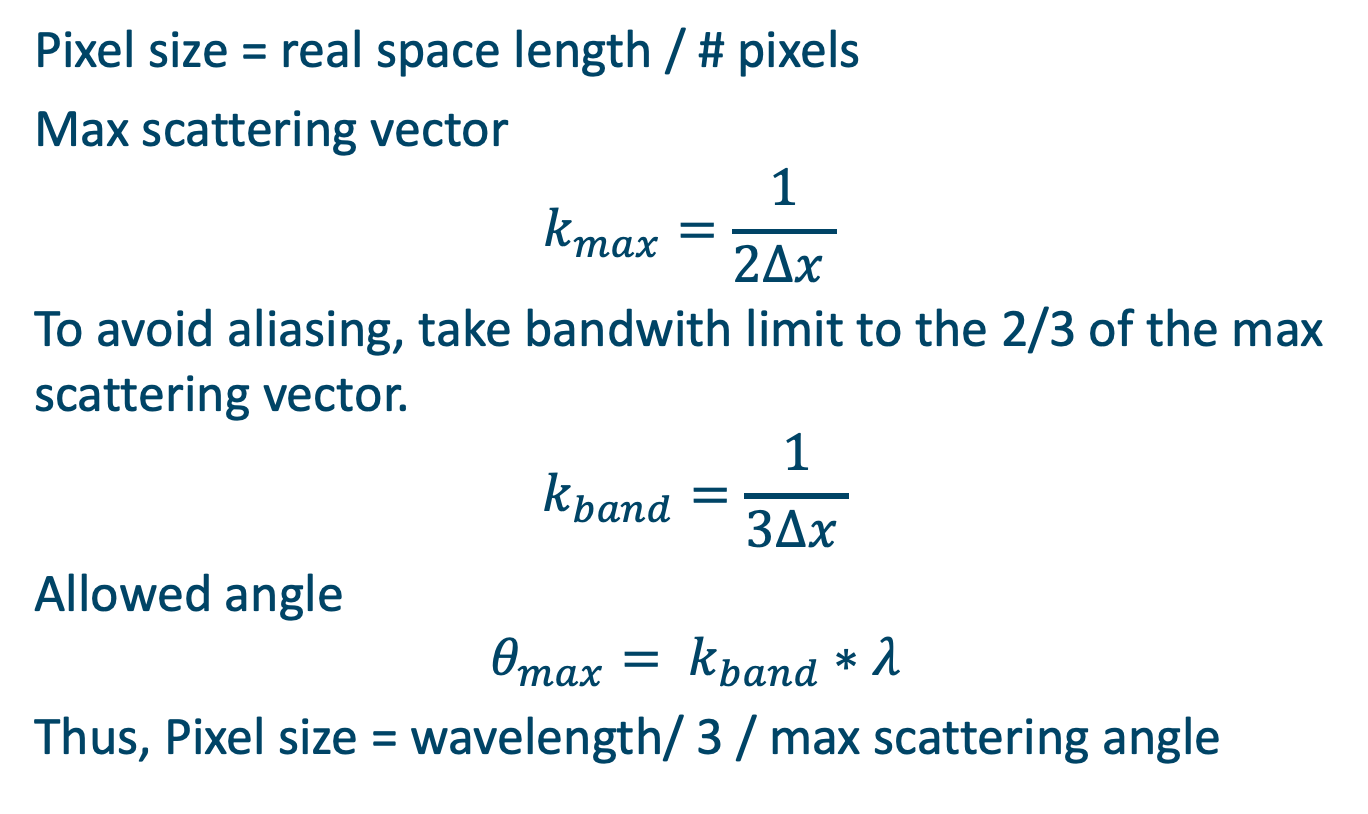 Pixel size = real space length / # pixels
Max scattering vector
k_max = 1/(2Δx)
To avoid aliasing, take bandwith limit to the 2/3 of the max
scattering vector.
k_band = 1/(3Δx)
Allowed angle
θ_max = k_band * λ
Thus, Pixel size = wavelength/ 3 / max scattering angle